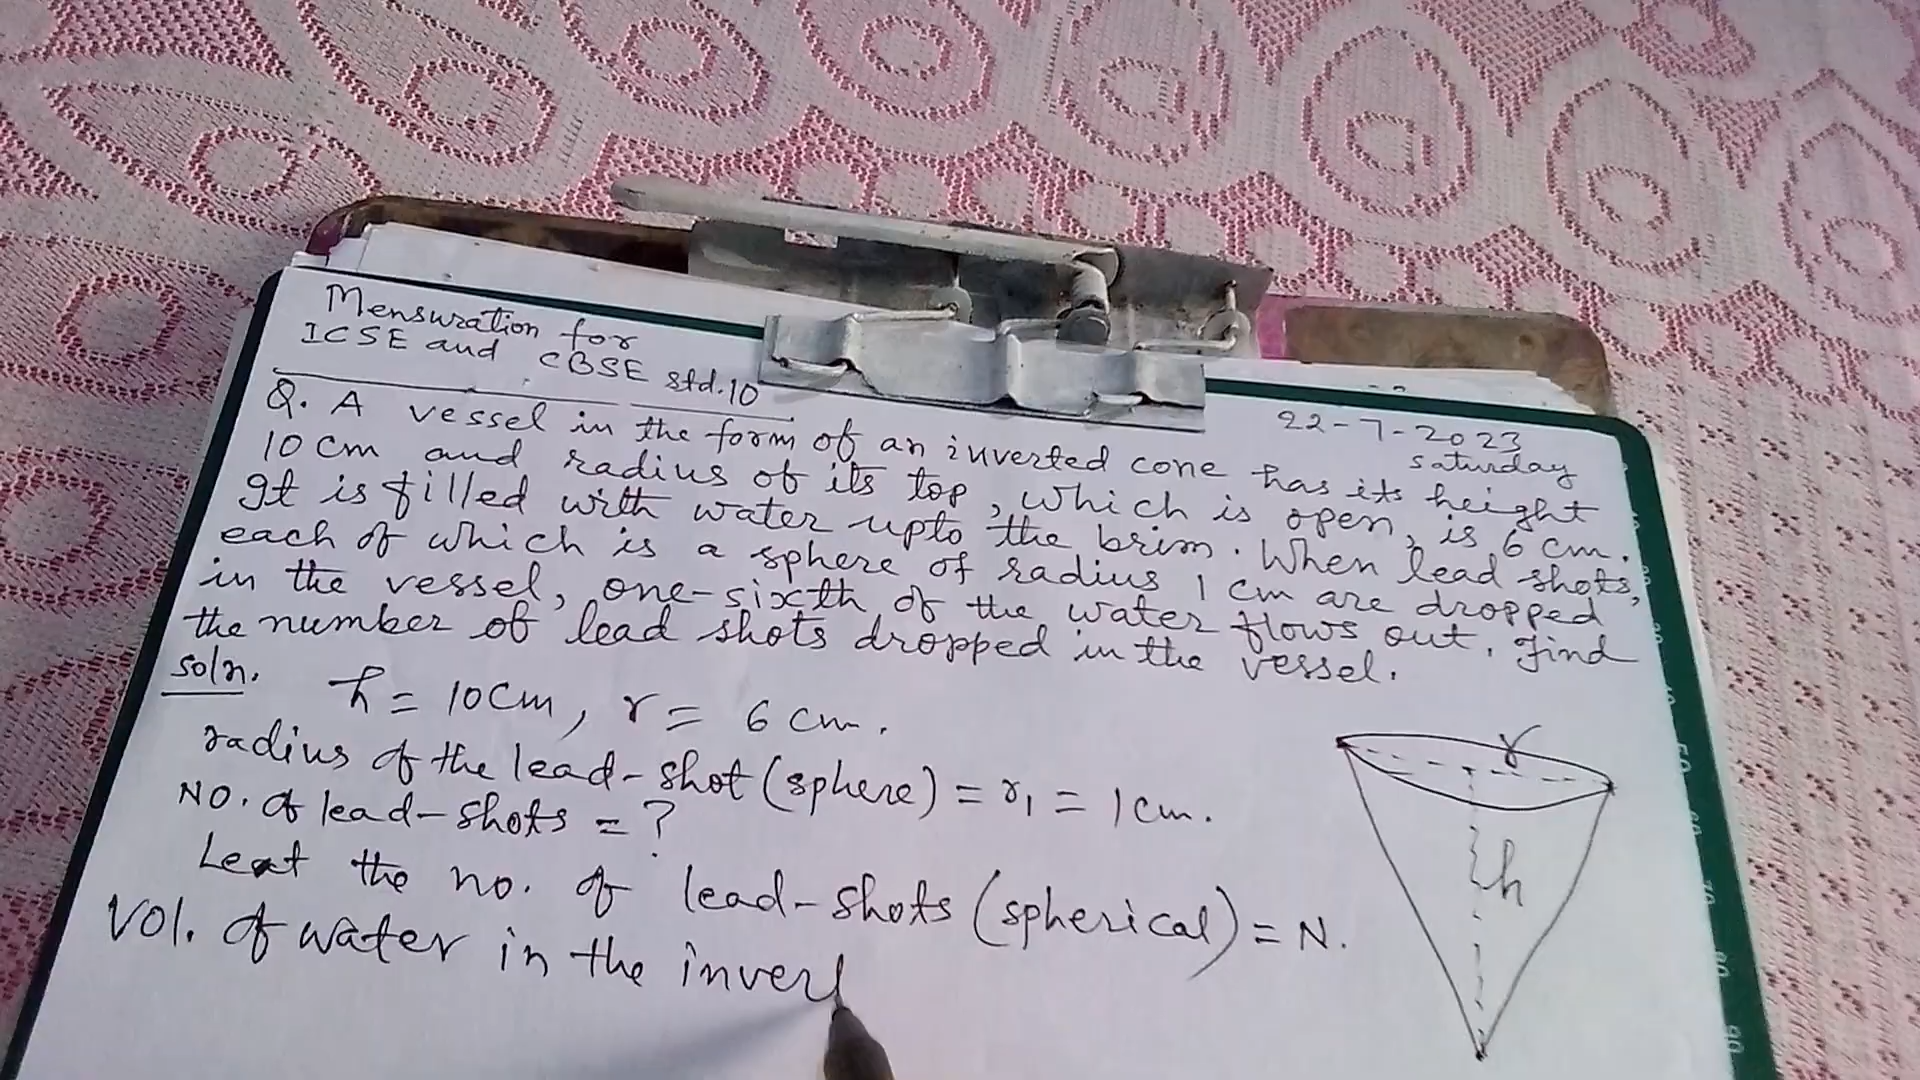 Mensuration for
ICSE and CBSE std.10
22-7-2023
saturday
Q. A vessel in the form of an inverted cone has its height
10 cm and radius of its top, which is open, is 6 cm.
It is filled with water upto the brim. When lead shots,
each of which is a sphere of radius 1 cm are dropped
in the vessel, one-sixth of the water flows out. Find
the number of lead shots dropped in the vessel.
soln. h = 10 cm, r = 6 cm.
radius of the lead-shot (sphere) = r₁ = 1 cm.
NO. of lead-shots = ?
Let the no. of lead-shots (spherical) = N.
Vol. of water in the invert
r
h